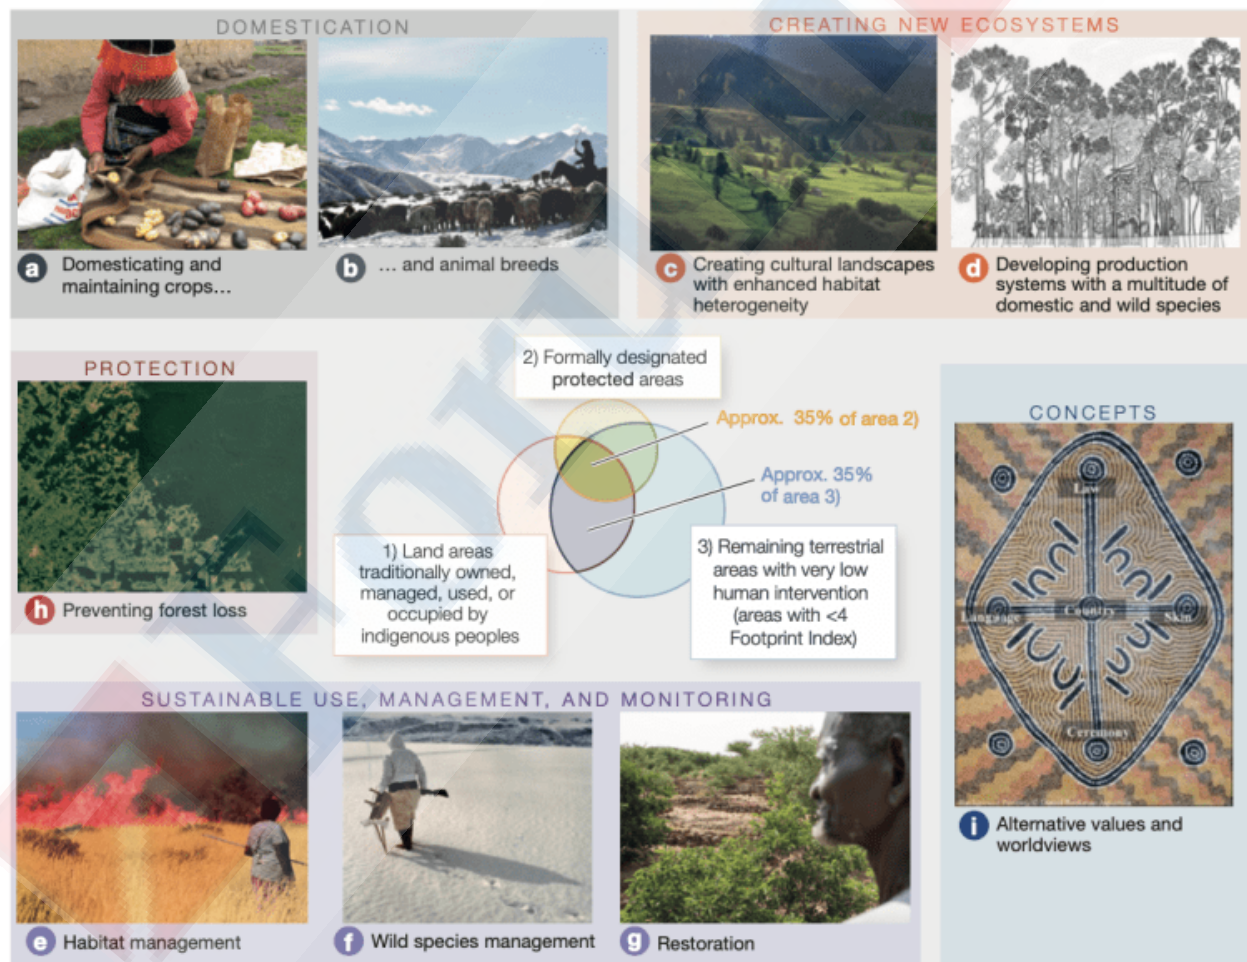 DOMESTICATION
a Domesticating and
maintaining crops...
b ... and animal breeds
CREATING NEW ECOSYSTEMS
c Creating cultural landscapes
with enhanced habitat
heterogeneity
d Developing production
systems with a multitude of
domestic and wild species
PROTECTION
h Preventing forest loss
2) Formally designated
protected areas
Approx. 35% of area 2)
Approx. 35%
of area 3)
1) Land areas
traditionally owned,
managed, used, or
occupied by
indigenous peoples
3) Remaining terrestrial
areas with very low
human intervention
(areas with <4
Footprint Index)
CONCEPTS
Law
Language
Country
Skin
Ceremony
i Alternative values and
worldviews
SUSTAINABLE USE, MANAGEMENT, AND MONITORING
e Habitat management
f Wild species management
g Restoration